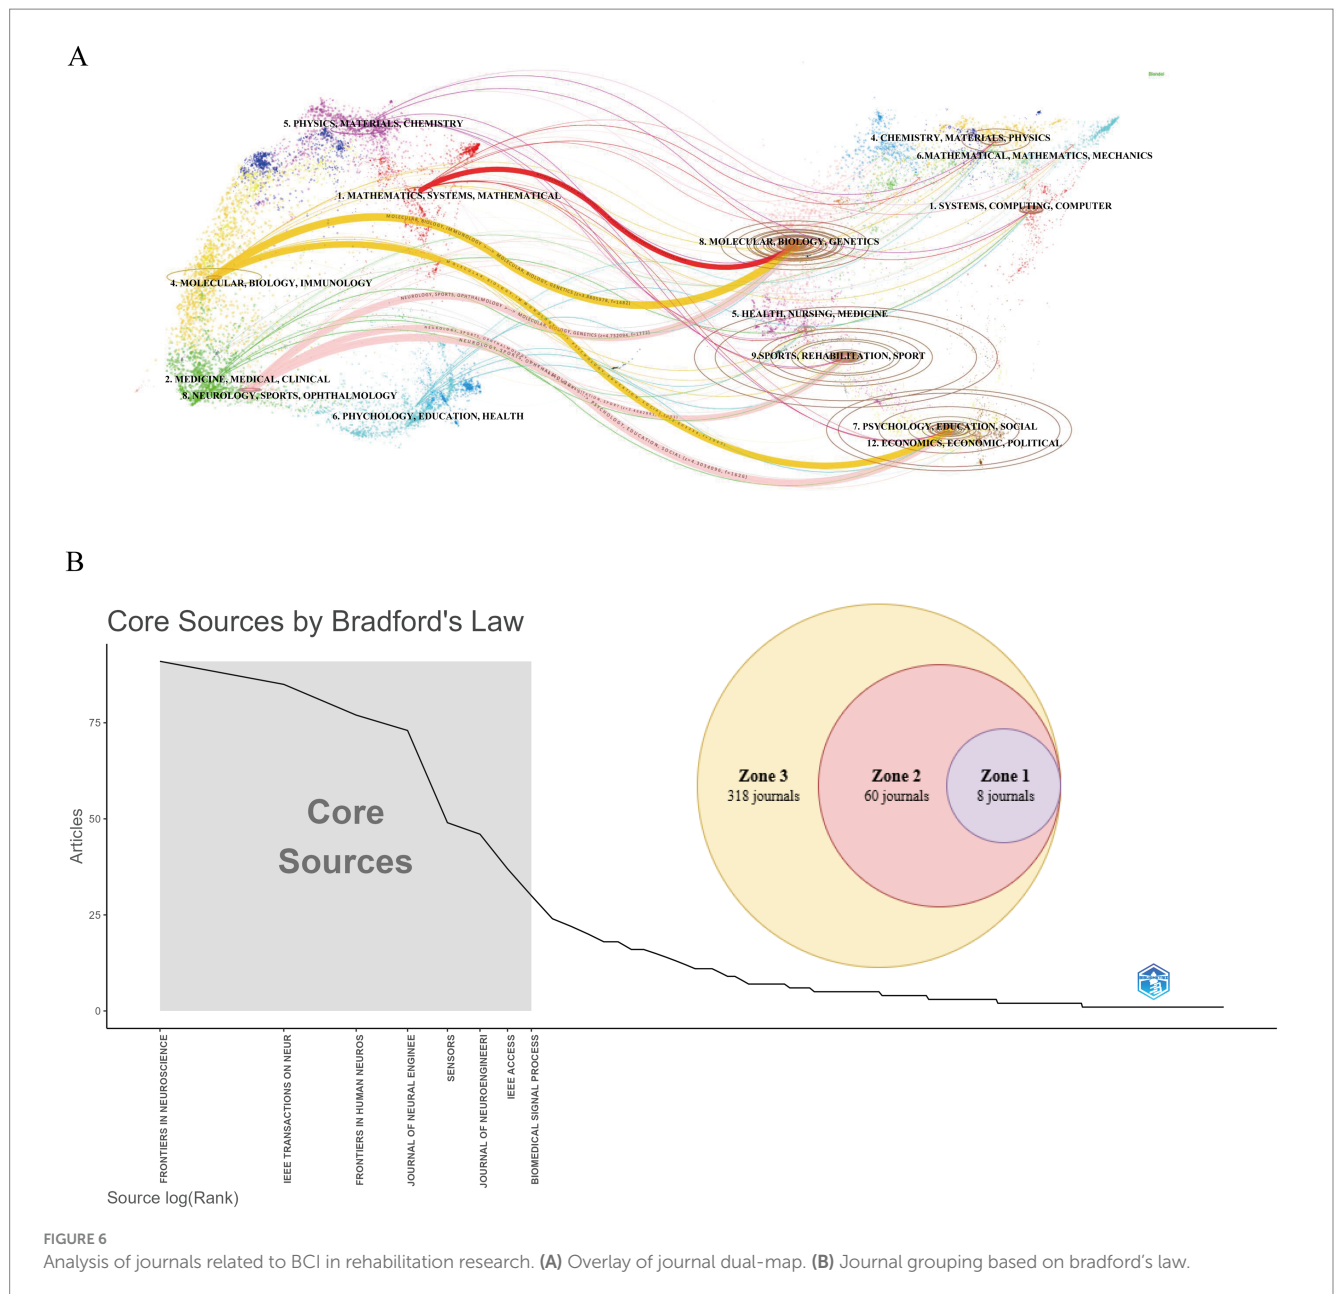 A
5. PHYSICS, MATERIALS, CHEMISTRY
4. CHEMISTRY, MATERIALS, PHYSICS
6.MATHEMATICAL, MATHEMATICS, MECHANICS
1. MATHEMATICS, SYSTEMS, MATHEMATICAL
1. SYSTEMS, COMPUTING, COMPUTER
8. MOLECULAR, BIOLOGY, GENETICS
4. MOLECULAR, BIOLOGY, IMMUNOLOGY
5. HEALTH, NURSING, MEDICINE
9.SPORTS, REHABILITATION, SPORT
2. MEDICINE, MEDICAL, CLINICAL
8. NEUROLOGY, SPORTS, OPHTHALMOLOGY
6. PHYCHOLOGY, EDUCATION, HEALTH
7. PSYCHOLOGY, EDUCATION, SOCIAL
12. ECONOMICS, ECONOMIC, POLITICAL
B
Core Sources by Bradford's Law
Articles
75
50
25
0
Core
Sources
Zone 3
318 journals
Zone 2
60 journals
Zone 1
8 journals
FRONTIERS IN NEUROSCIENCE
IEEE TRANSACTIONS ON NEUR
FRONTIERS IN HUMAN NEUROS
JOURNAL OF NEURAL ENGINEE
SENSORS
JOURNAL OF NEUROENGINEERI
IEEE ACCESS
BIOMEDICAL SIGNAL PROCESS
Source log(Rank)
FIGURE 6
Analysis of journals related to BCI in rehabilitation research. (A) Overlay of journal dual-map. (B) Journal grouping based on bradford's law.